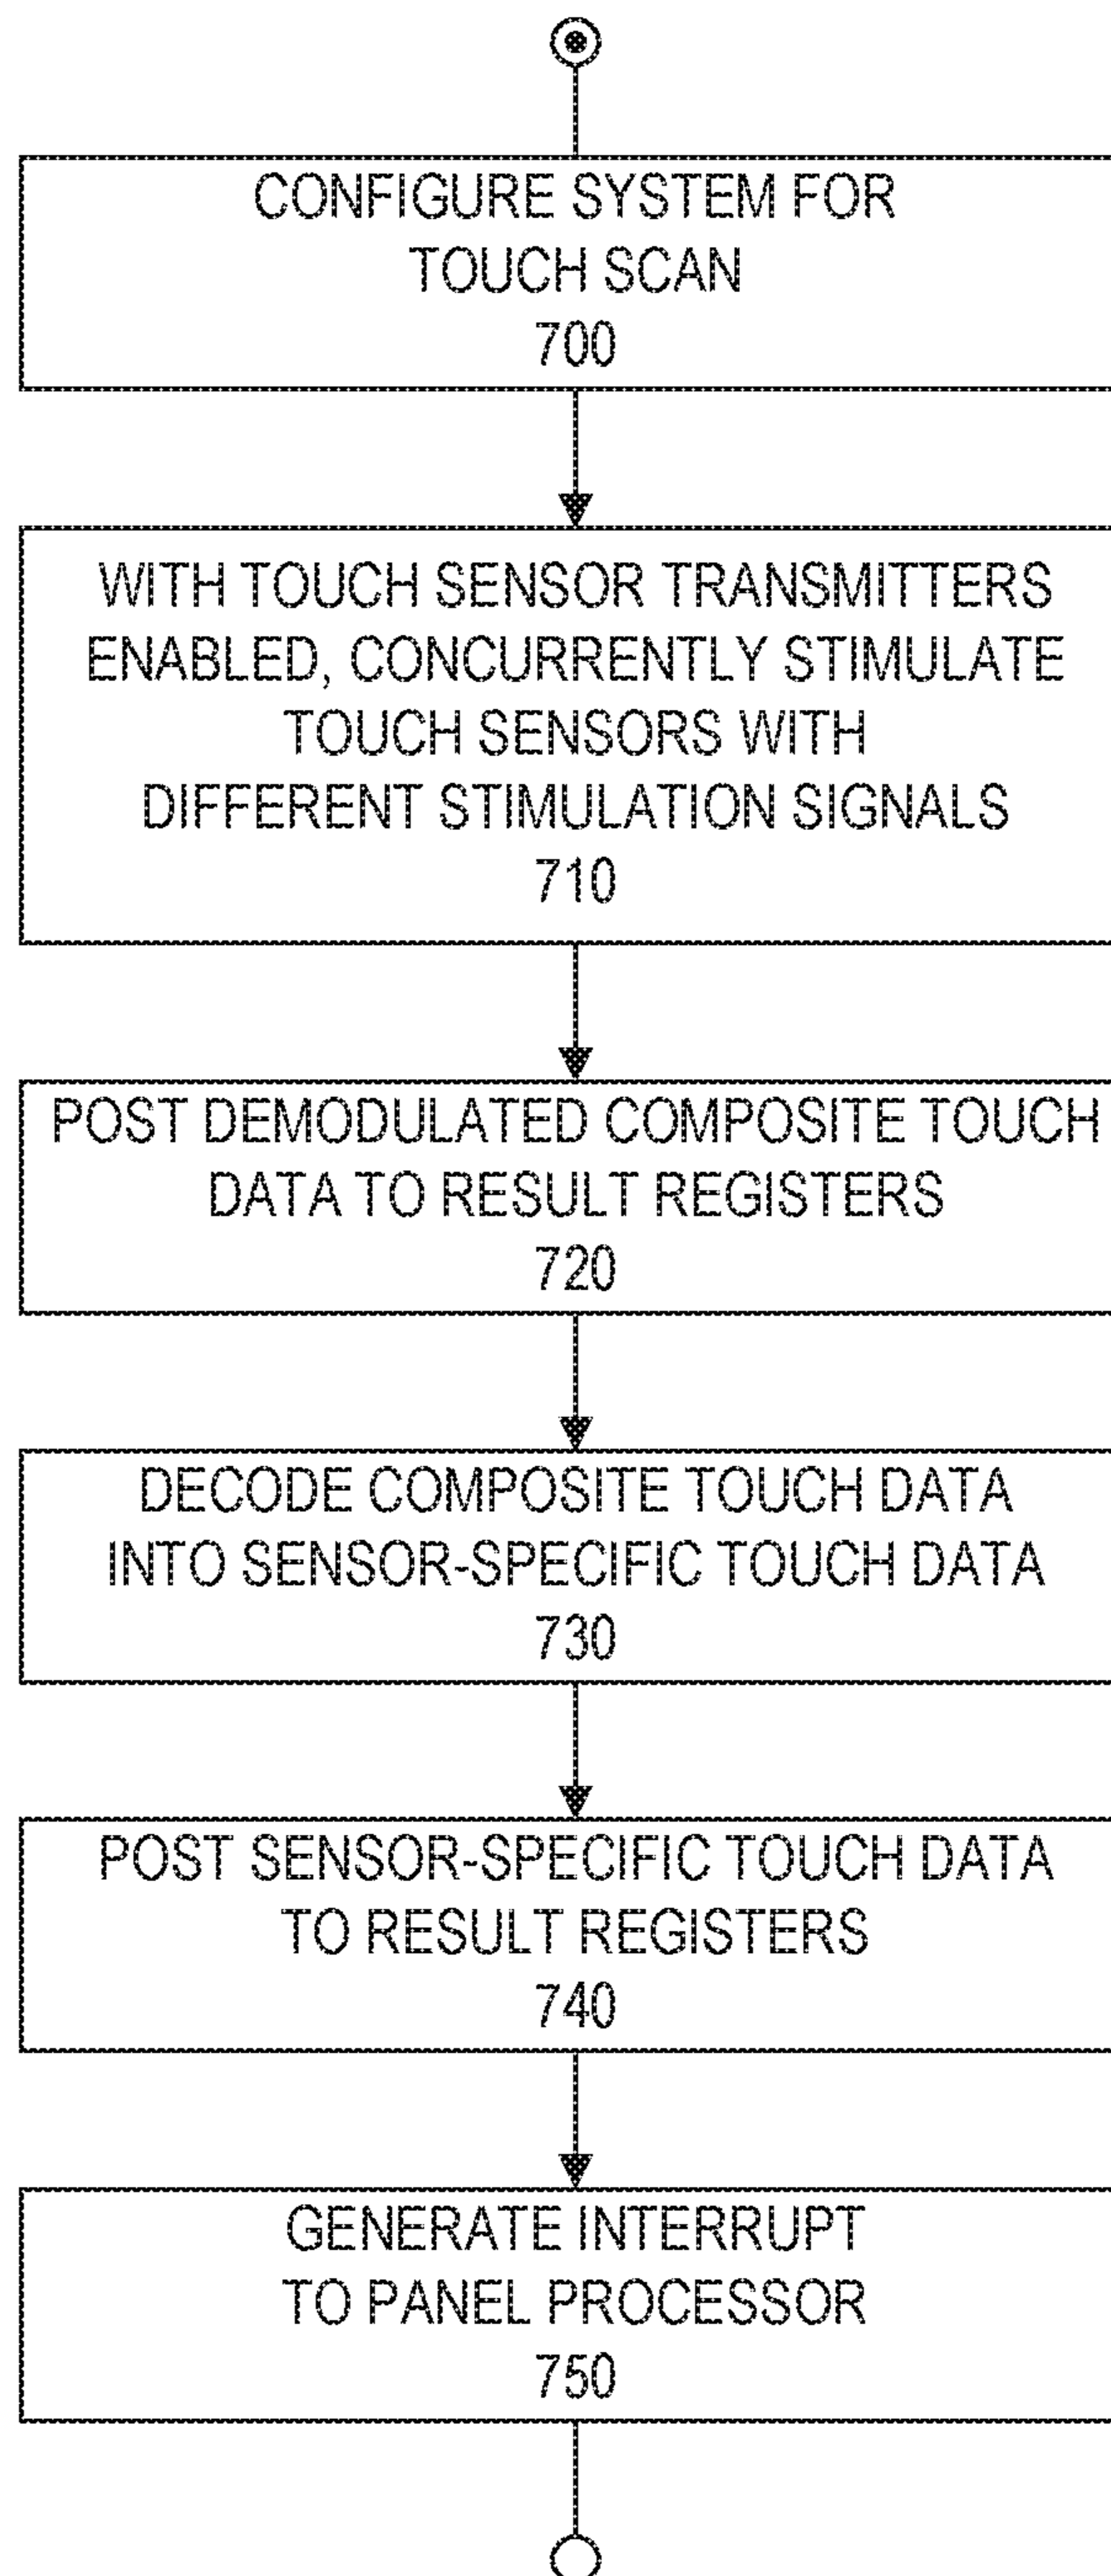 CONFIGURE SYSTEM FOR
TOUCH SCAN
700
WITH TOUCH SENSOR TRANSMITTERS
ENABLED, CONCURRENTLY STIMULATE
TOUCH SENSORS WITH
DIFFERENT STIMULATION SIGNALS
710
POST DEMODULATED COMPOSITE TOUCH
DATA TO RESULT REGISTERS
720
DECODE COMPOSITE TOUCH DATA
INTO SENSOR-SPECIFIC TOUCH DATA
730
POST SENSOR-SPECIFIC TOUCH DATA
TO RESULT REGISTERS
740
GENERATE INTERRUPT
TO PANEL PROCESSOR
750